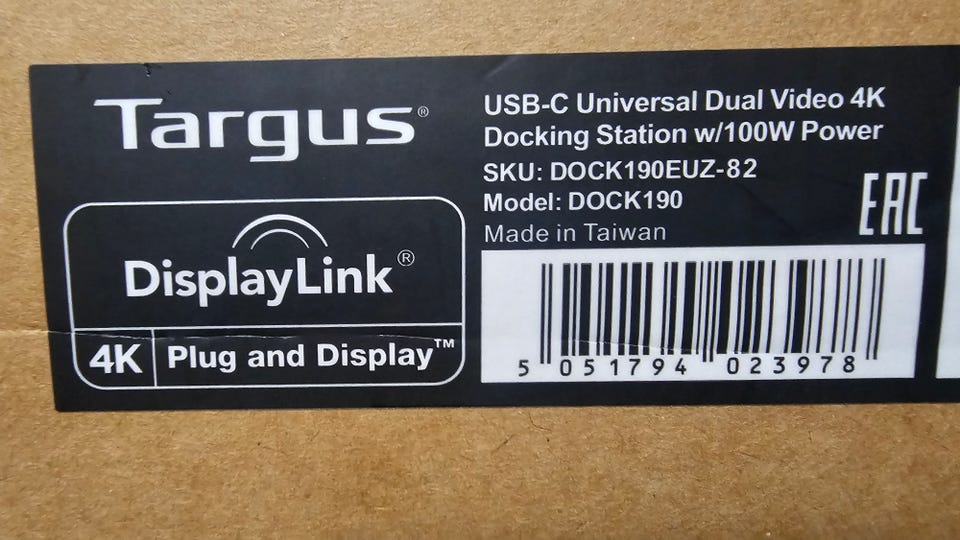 Targus®
USB-C Universal Dual Video 4K
Docking Station w/100W Power
SKU: DOCK190EUZ-82
Model: DOCK190
Made in Taiwan
EAC
DisplayLink®
4K Plug and Display™
5 051794 023978